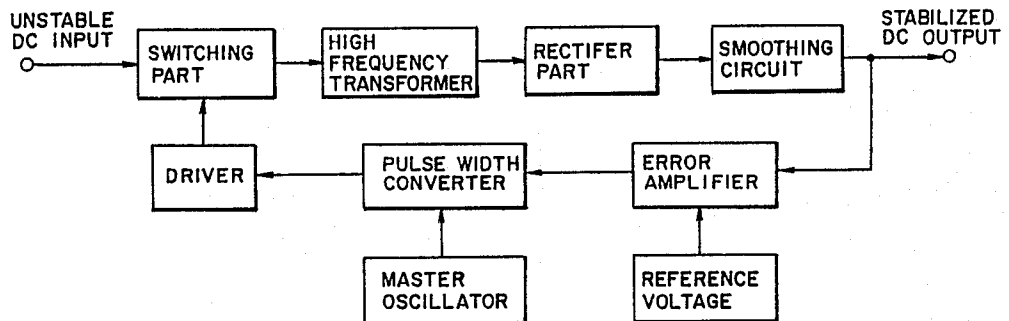 UNSTABLE
DC INPUT
SWITCHING
PART
HIGH
FREQUENCY
TRANSFORMER
RECTIFER
PART
SMOOTHING
CIRCUIT
STABILIZED
DC OUTPUT
DRIVER
PULSE WIDTH
CONVERTER
ERROR
AMPLIFIER
MASTER
OSCILLATOR
REFERENCE
VOLTAGE